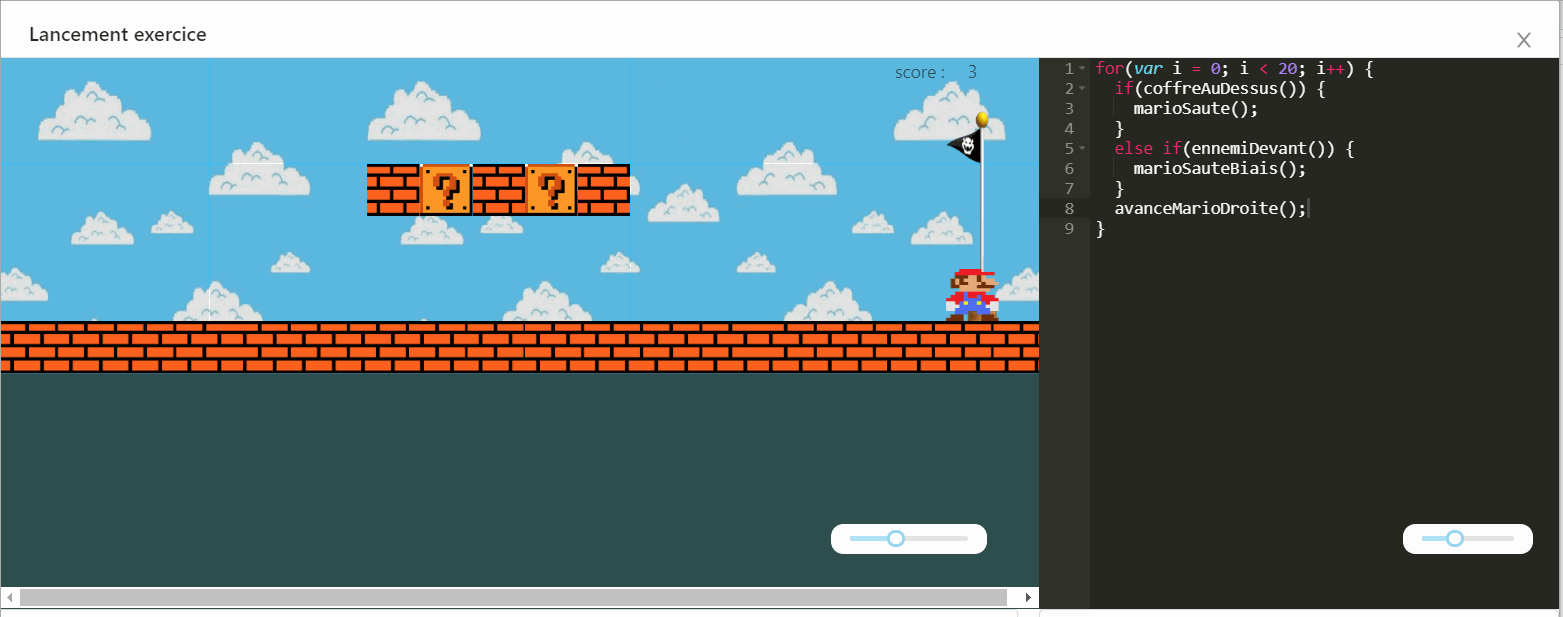 Lancement exercice
X
score : 3
? ?
1 for(var i = 0; i < 20; i++) {
2 if(coffreAuDessus()) {
3 marioSaute();
4 }
5 else if(ennemiDevant()) {
6 marioSauteBiais();
7 }
8 avanceMarioDroite();
9 }